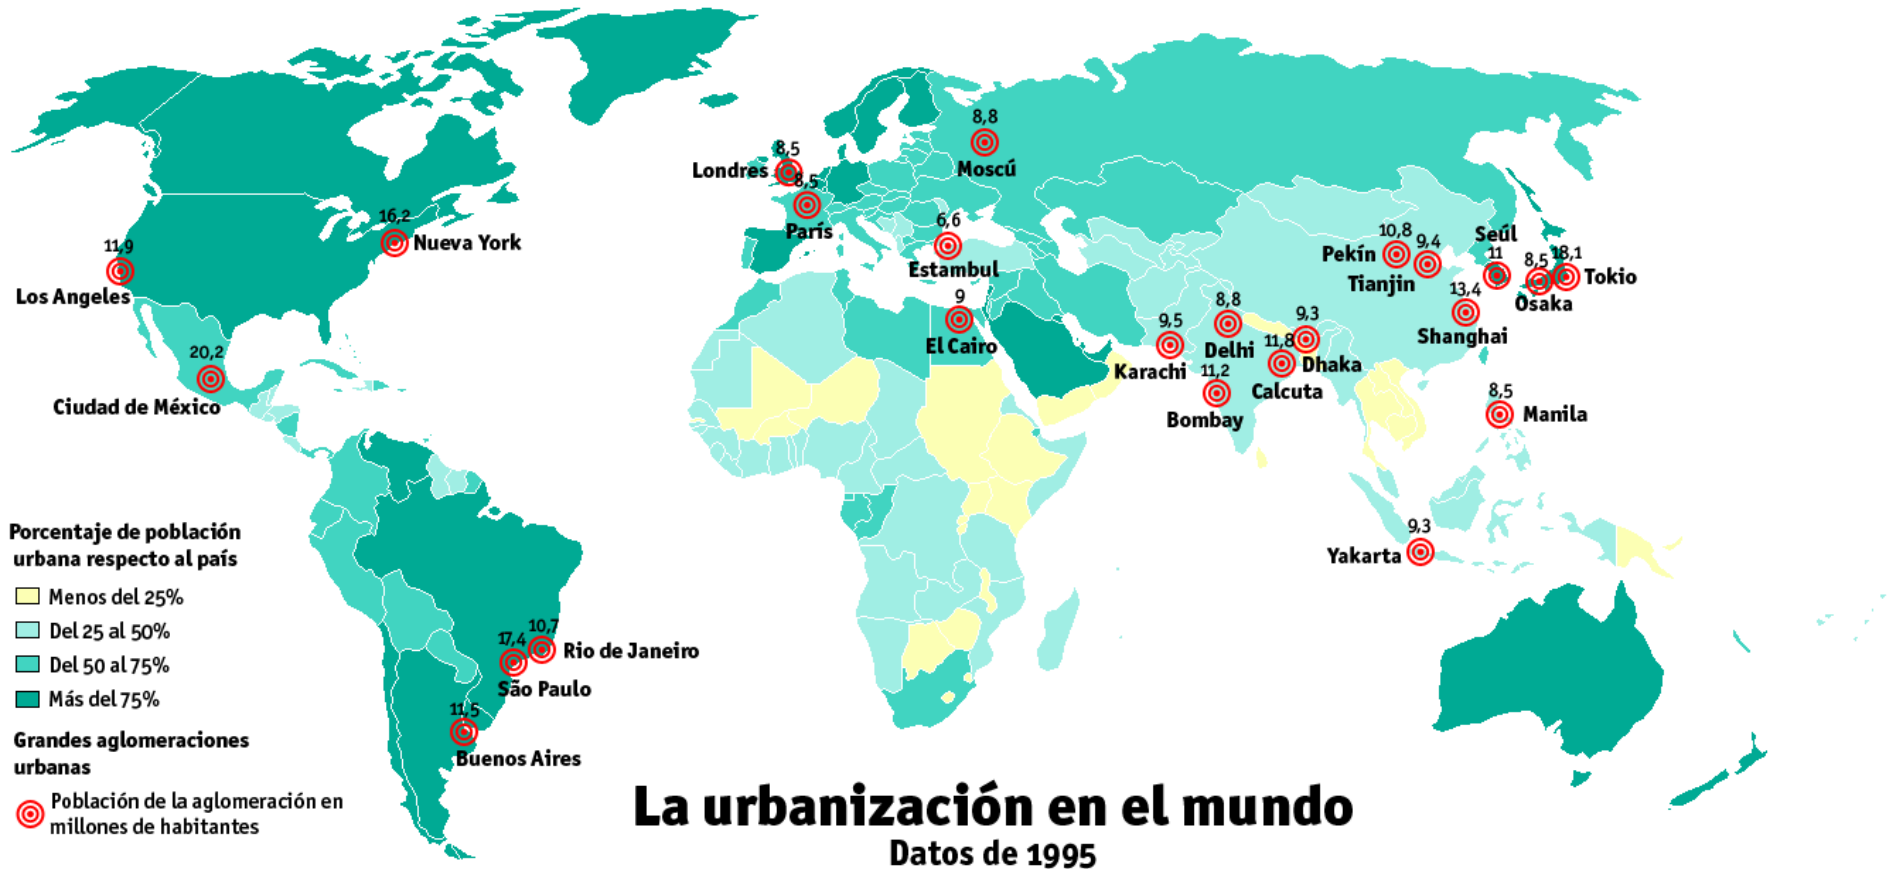 8,8
Moscú
8,5
Londres
8,5
París
16,2
Nueva York
11,9
Los Angeles
6,6
Estambul
Seúl
11
10,8
Pekín
9,4
Tianjin
8,5
Osaka
18,1
Tokio
13,4
Shanghai
9
El Cairo
9,5
Karachi
8,8
Delhi
9,3
Dhaka
11,8
Calcuta
11,2
Bombay
20,2
Ciudad de México
8,5
Manila
9,3
Yakarta
10,7
Rio de Janeiro
17,4
São Paulo
11,5
Buenos Aires
Porcentaje de población
urbana respecto al país
Menos del 25%
Del 25 al 50%
Del 50 al 75%
Más del 75%
Grandes aglomeraciones
urbanas
Población de la aglomeración en
millones de habitantes
La urbanización en el mundo
Datos de 1995